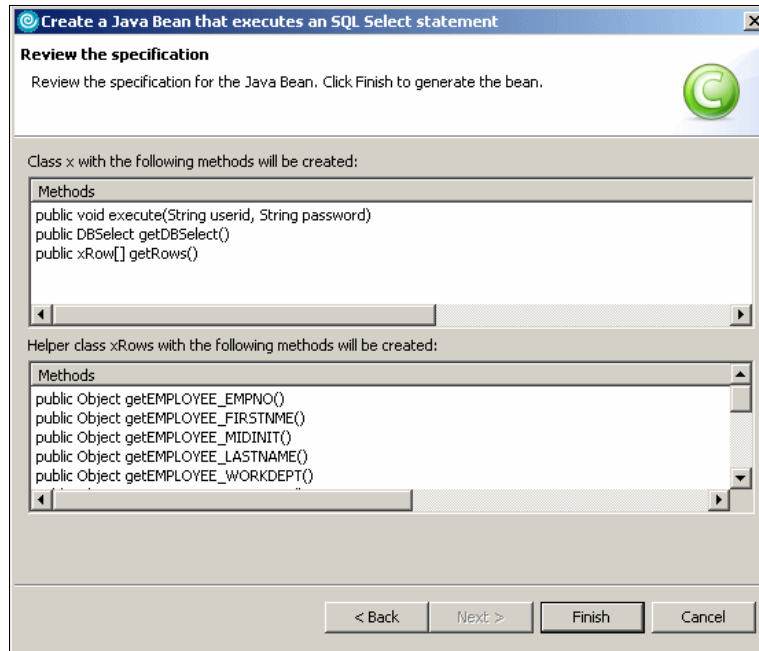 Create a Java Bean that executes an SQL Select statement
Review the specification
Review the specification for the Java Bean. Click Finish to generate the bean.
Class x with the following methods will be created:
Methods
public void execute(String userid, String password)
public DBSelect getDBSelect()
public xRow[] getRows()
Helper class xRows with the following methods will be created:
Methods
public Object getEMPLOYEE_EMPNO()
public Object getEMPLOYEE_FIRSTNME()
public Object getEMPLOYEE_MIDINIT()
public Object getEMPLOYEE_LASTNAME()
public Object getEMPLOYEE_WORKDEPT()
< Back
Next >
Finish
Cancel